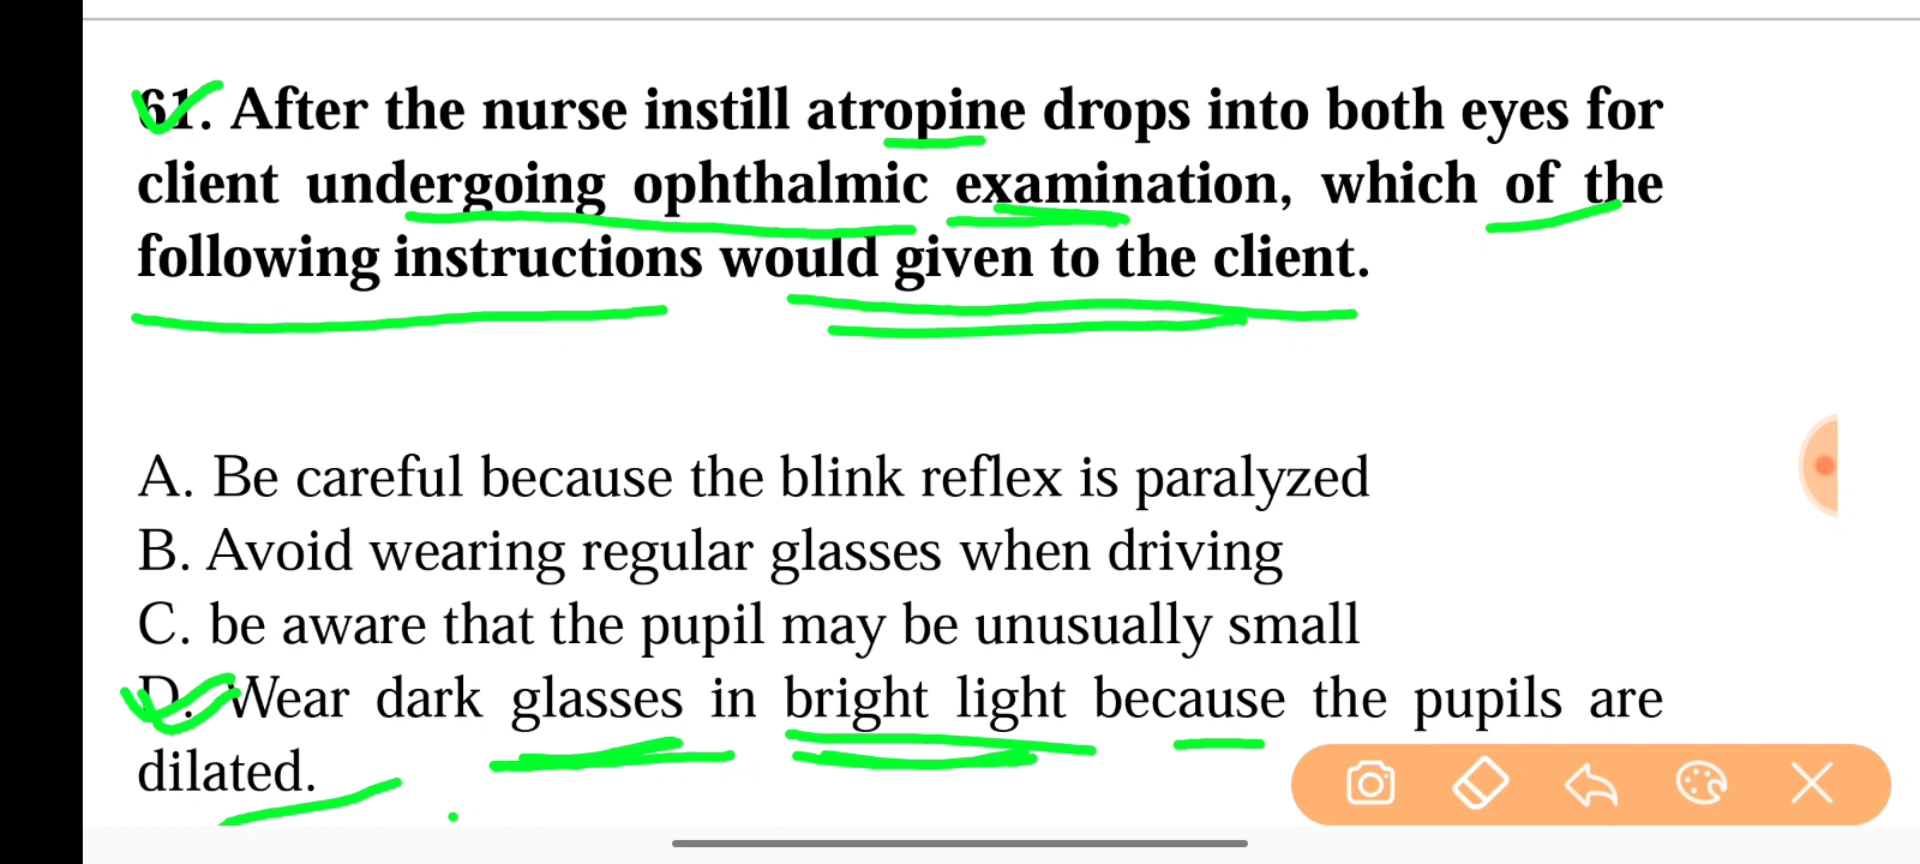 61. After the nurse instill atropine drops into both eyes for
client undergoing ophthalmic examination, which of the
following instructions would given to the client.
A. Be careful because the blink reflex is paralyzed
B. Avoid wearing regular glasses when driving
C. be aware that the pupil may be unusually small
D. Wear dark glasses in bright light because the pupils are
dilated.